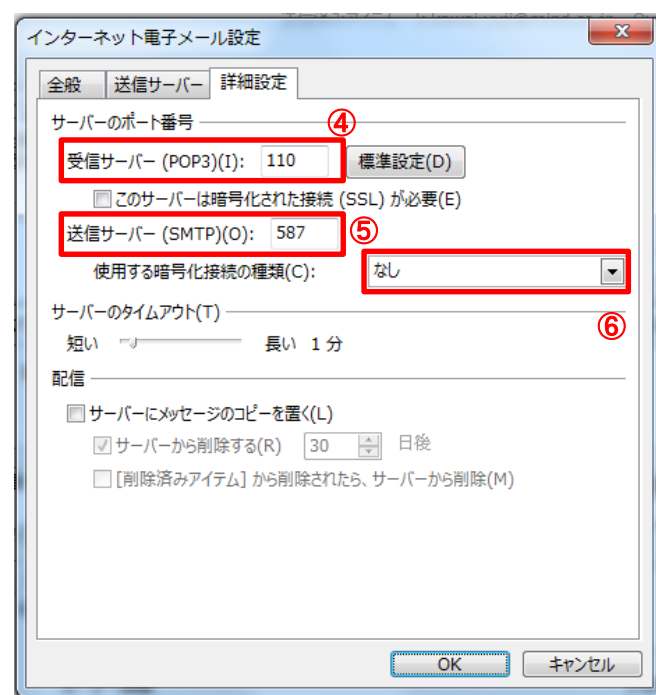 インターネット電子メール設定
全般 送信サーバー 詳細設定
サーバーのポート番号
④
受信サーバー (POP3)(I): 110 標準設定(D)
このサーバーは暗号化された接続 (SSL) が必要(E)
送信サーバー (SMTP)(O): 587 ⑤
使用する暗号化接続の種類(C): なし
⑥
サーバーのタイムアウト(T)
短い 長い 1 分
配信
サーバーにメッセージのコピーを置く(L)
サーバーから削除する(R) 30 日後
[削除済みアイテム] から削除されたら、サーバーから削除(M)
OK キャンセル